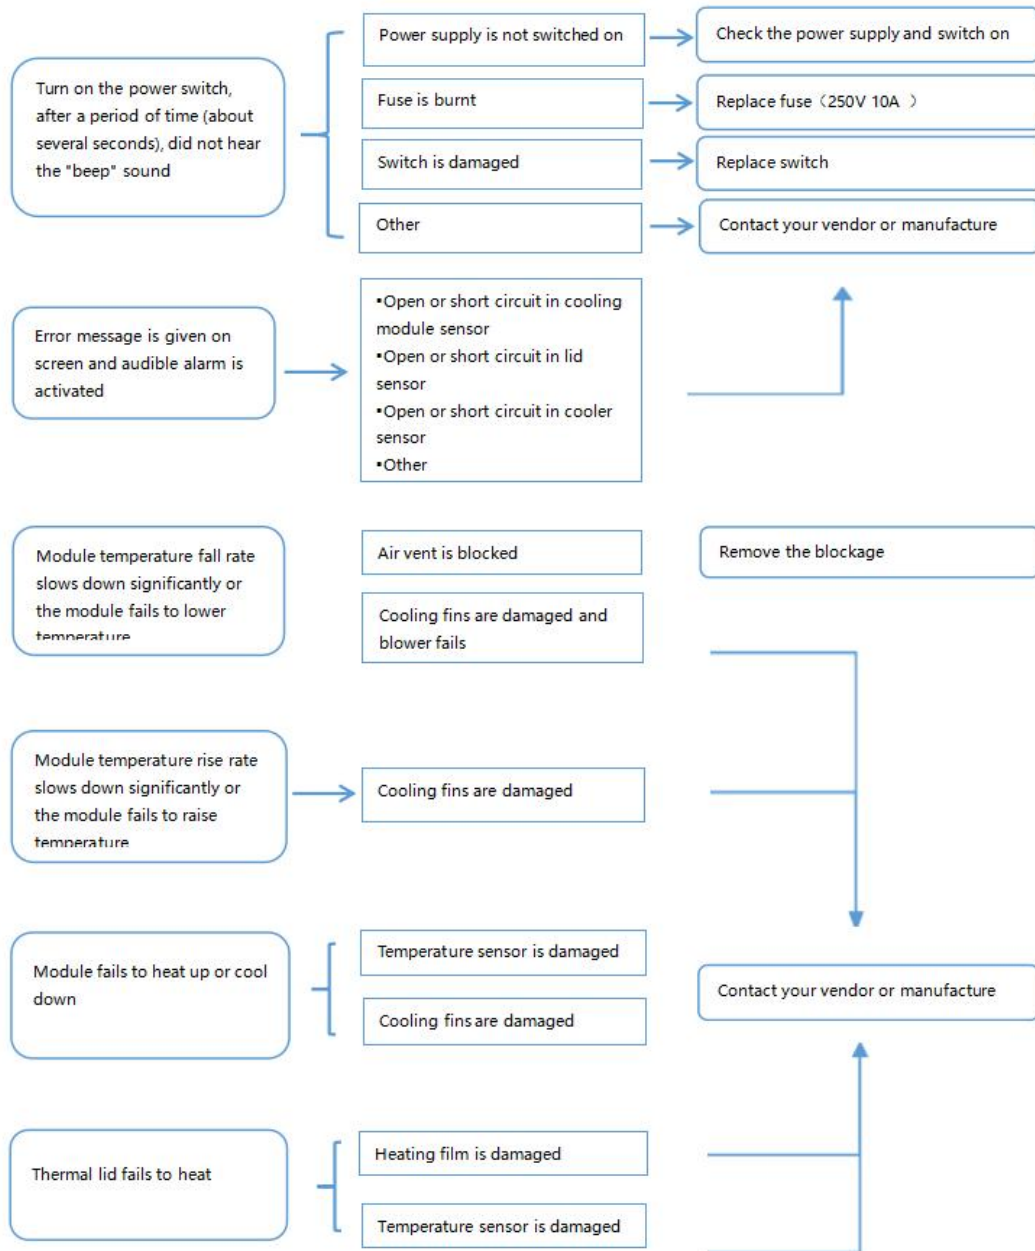 Power supply is not switched on
Check the power supply and switch on
Turn on the power switch,
after a period of time (about
several seconds), did not hear
the "beep" sound
Fuse is burnt
Replace fuse（250V 10A ）
Switch is damaged
Replace switch
Other
Contact your vendor or manufacture
Error message is given on
screen and audible alarm is
activated
▪Open or short circuit in cooling
module sensor
▪Open or short circuit in lid
sensor
▪Open or short circuit in cooler
sensor
▪Other
Module temperature fall rate
slows down significantly or
the module fails to lower
temperature
Air vent is blocked
Remove the blockage
Cooling fins are damaged and
blower fails
Module temperature rise rate
slows down significantly or
the module fails to raise
temperature
Cooling fins are damaged
Module fails to heat up or cool
down
Temperature sensor is damaged
Cooling fins are damaged
Contact your vendor or manufacture
Thermal lid fails to heat
Heating film is damaged
Temperature sensor is damaged